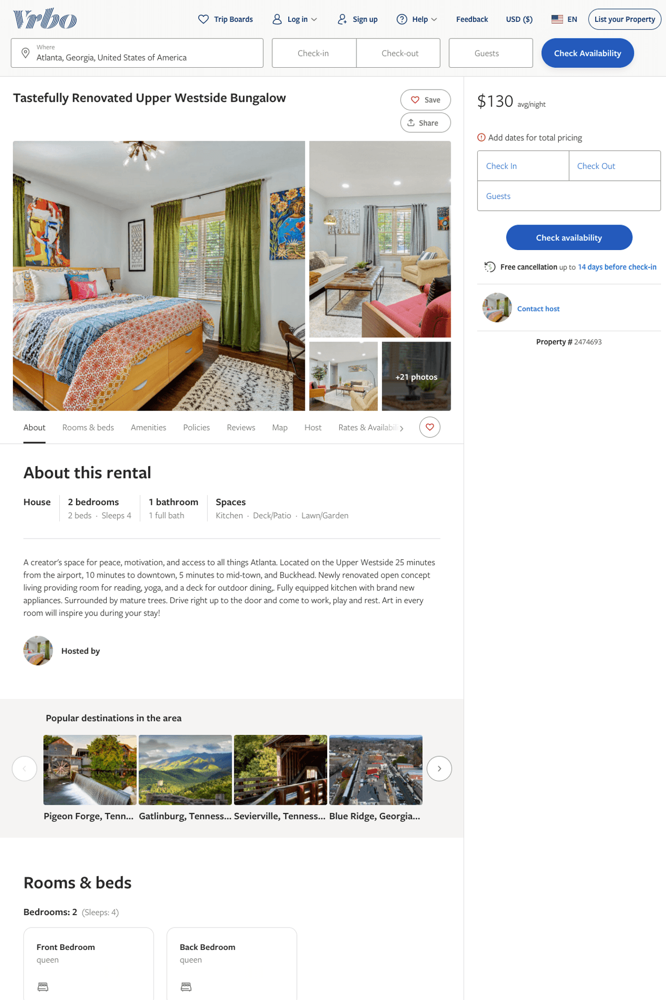 Vrbo
Trip Boards
Log in
Sign up
Help
Feedback
USD ($)
EN
List your Property
Where
Atlanta, Georgia, United States of America
Check-in
Check-out
Guests
Check Availability
Tastefully Renovated Upper Westside Bungalow
Save
Share
+21 photos
$130 avg/night
Add dates for total pricing
Check In
Check Out
Guests
Check availability
Free cancellation up to 14 days before check-in
Contact host
Property # 2474693
About
Rooms & beds
Amenities
Policies
Reviews
Map
Host
Rates & Availabili
About this rental
House
2 bedrooms
2 beds · Sleeps 4
1 bathroom
1 full bath
Spaces
Kitchen · Deck/Patio · Lawn/Garden
A creator's space for peace, motivation, and access to all things Atlanta. Located on the Upper Westside 25 minutes
from the airport, 10 minutes to downtown, 5 minutes to mid-town, and Buckhead. Newly renovated open concept
living providing room for reading, yoga, and a deck for outdoor dining,. Fully equipped kitchen with brand new
appliances. Surrounded by mature trees. Drive right up to the door and come to work, play and rest. Art in every
room will inspire you during your stay!
Hosted by
Popular destinations in the area
Pigeon Forge, Tenn...
Gatlinburg, Tenness...
Sevierville, Tenness...
Blue Ridge, Georgia...
Rooms & beds
Bedrooms: 2 (Sleeps: 4)
Front Bedroom
queen
Back Bedroom
queen